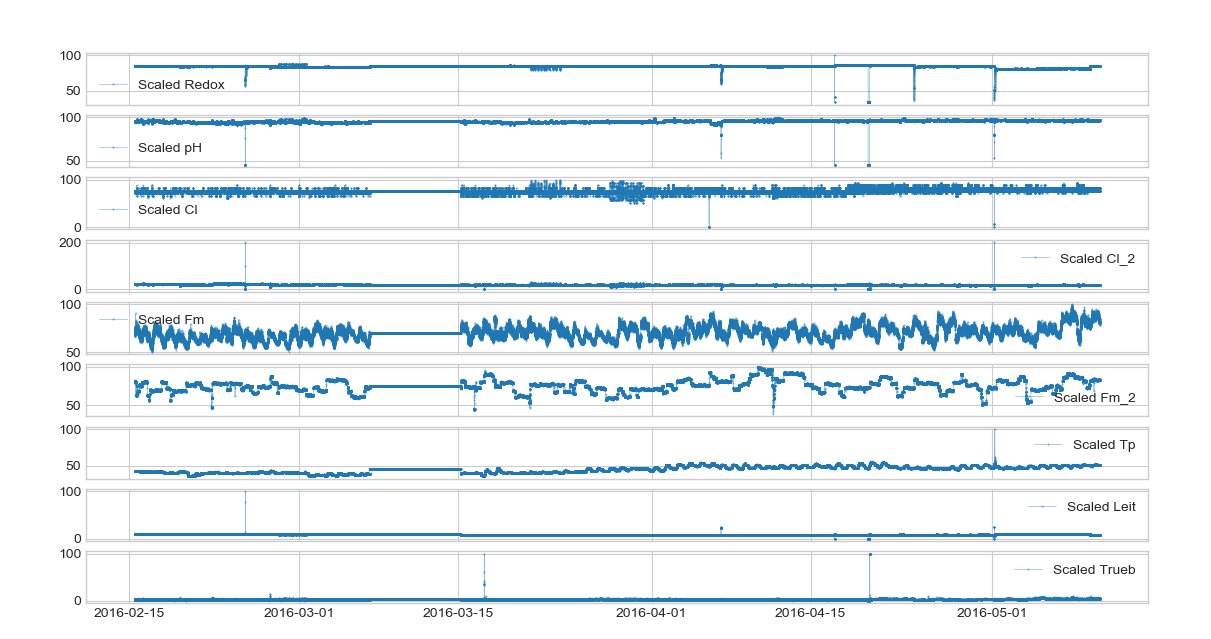 100
50
Scaled Redox
100
50
Scaled pH
100
0
Scaled Cl
200
0
Scaled Cl_2
100
50
Scaled Fm
100
50
Scaled Fm_2
100
50
Scaled Tp
100
0
Scaled Leit
100
0
Scaled Trueb
2016-02-15 2016-03-01 2016-03-15 2016-04-01 2016-04-15 2016-05-01